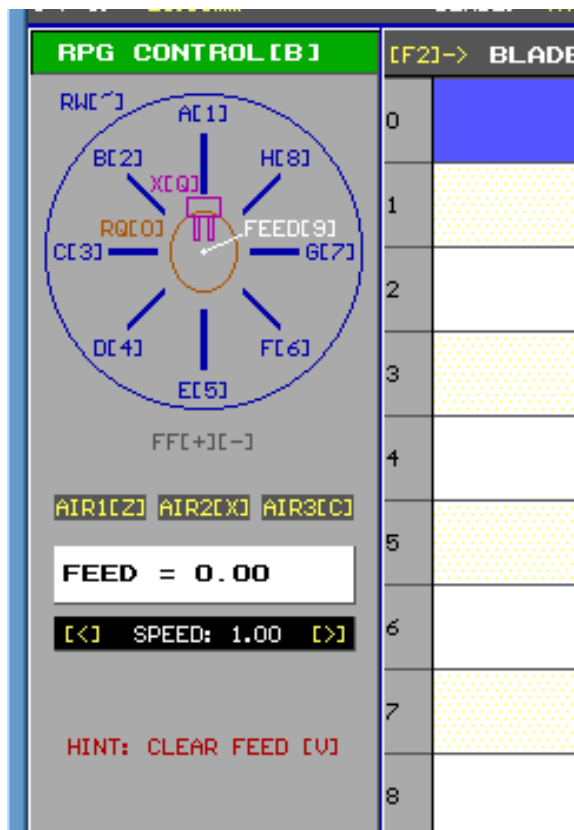 RPG CONTROL[B]
[F2]-> BLADE
RW[~]
A[1]
B[2]
H[8]
X[Q]
RQ[0]
FEED[9]
C[3]
G[7]
D[4]
F[6]
E[5]
FF[+][-]
AIR1[Z] AIR2[X] AIR3[C]
FEED = 0.00
[<] SPEED: 1.00 [>]
HINT: CLEAR FEED [V]
0
1
2
3
4
5
6
7
8